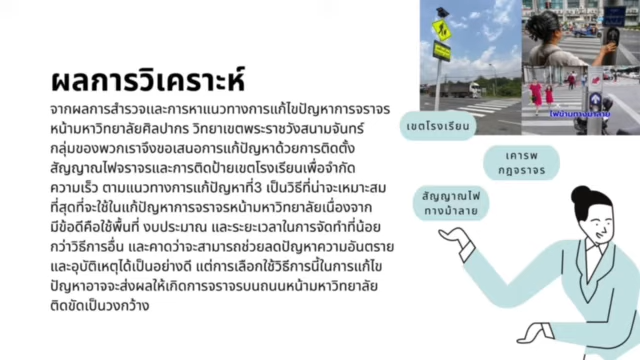 ผลการวิเคราะห์
จากผลการสำรวจและการหาแนวทางการแก้ไขปัญหาการจราจร
หน้ามหาวิทยาลัยศิลปากร วิทยาเขตพระราชวังสนามจันทร์
กลุ่มของพวกเราจึงขอเสนอการแก้ปัญหาด้วยการติดตั้ง
สัญญาณไฟจราจรและการติดป้ายเขตโรงเรียนเพื่อจำกัด
ความเร็ว ตามแนวทางการแก้ปัญหาที่3 เป็นวิธีที่น่าจะเหมาะสม
ที่สุดที่จะใช้ในแก้ปัญหาการจราจรหน้ามหาวิทยาลัยเนื่องจาก
มีข้อดีคือใช้พื้นที่ งบประมาณ และระยะเวลาในการจัดทำที่น้อย
กว่าวิธีการอื่น และคาดว่าจะสามารถช่วยลดปัญหาความอันตราย
และอุบัติเหตุได้เป็นอย่างดี แต่การเลือกใช้วิธีการนี้ในการแก้ไข
ปัญหาอาจจะส่งผลให้เกิดการจราจรบนถนนหน้ามหาวิทยาลัย
ติดขัดเป็นวงกว้าง
ไฟข้ามทางม้าลาย
เขตโรงเรียน
เคารพ
กฎจราจร
สัญญาณไฟ
ทางม้าลาย